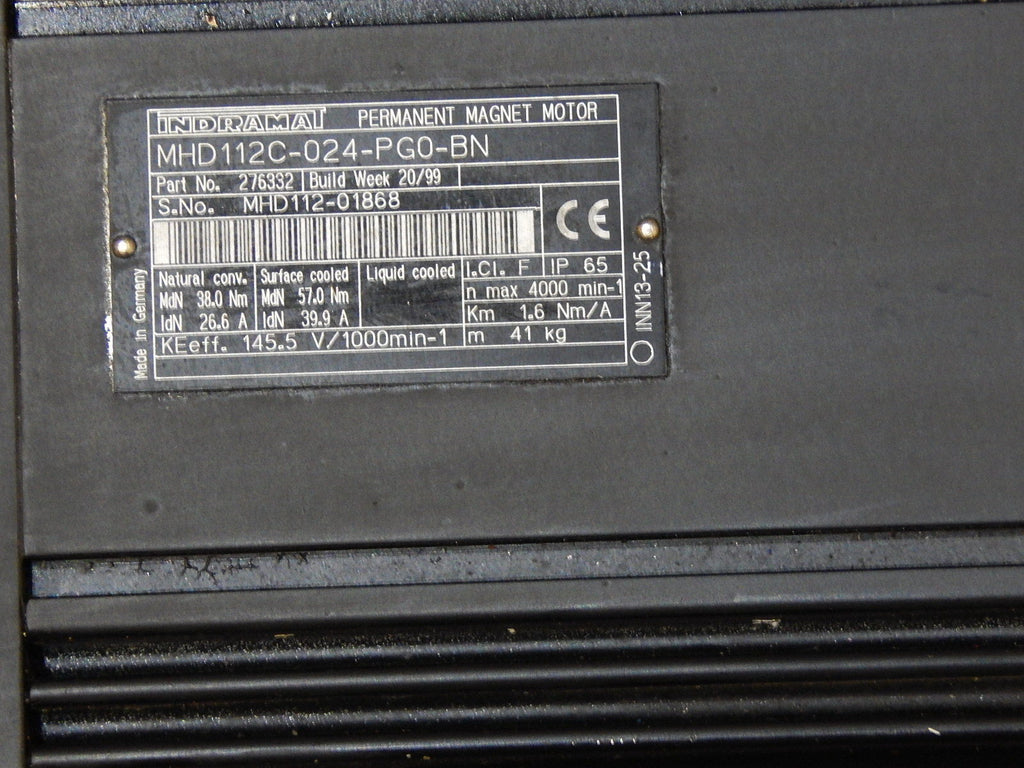 INDRAMAT PERMANENT MAGNET MOTOR
MHD112C-024-PG0-BN
Part No. 276332 Build Week 20/99
S.No. MHD112-01868
CE
Natural conv. Surface cooled Liquid cooled I.Cl. F IP 65
MdN 38.0 Nm MdN 57.0 Nm n max 4000 min-1
IdN 26.6 A IdN 39.9 A Km 1.6 Nm/A
KEeff. 145.5 V/1000min-1 m 41 kg
Made in Germany
INN13-25